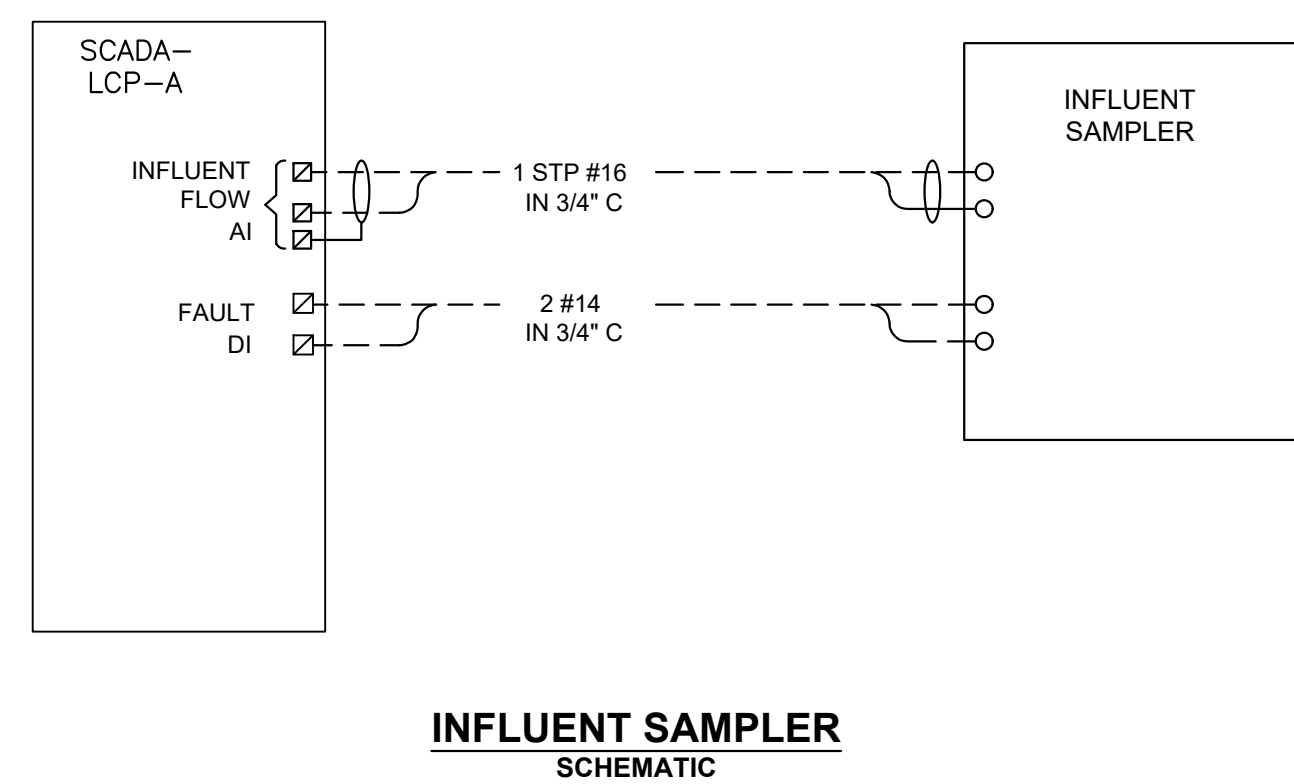 SCADA-
LCP-A
INFLUENT
SAMPLER
INFLUENT
FLOW
AI
1 STP #16
IN 3/4" C
FAULT
DI
2 #14
IN 3/4" C
INFLUENT SAMPLER
SCHEMATIC